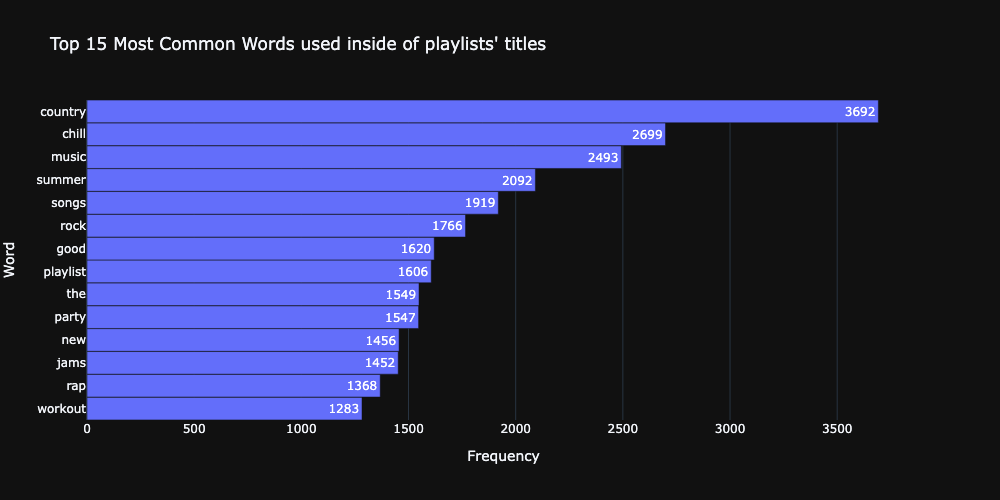 Top 15 Most Common Words used inside of playlists' titles
Word
country 3692
chill 2699
music 2493
summer 2092
songs 1919
rock 1766
good 1620
playlist 1606
the 1549
party 1547
new 1456
jams 1452
rap 1368
workout 1283
0 500 1000 1500 2000 2500 3000 3500
Frequency